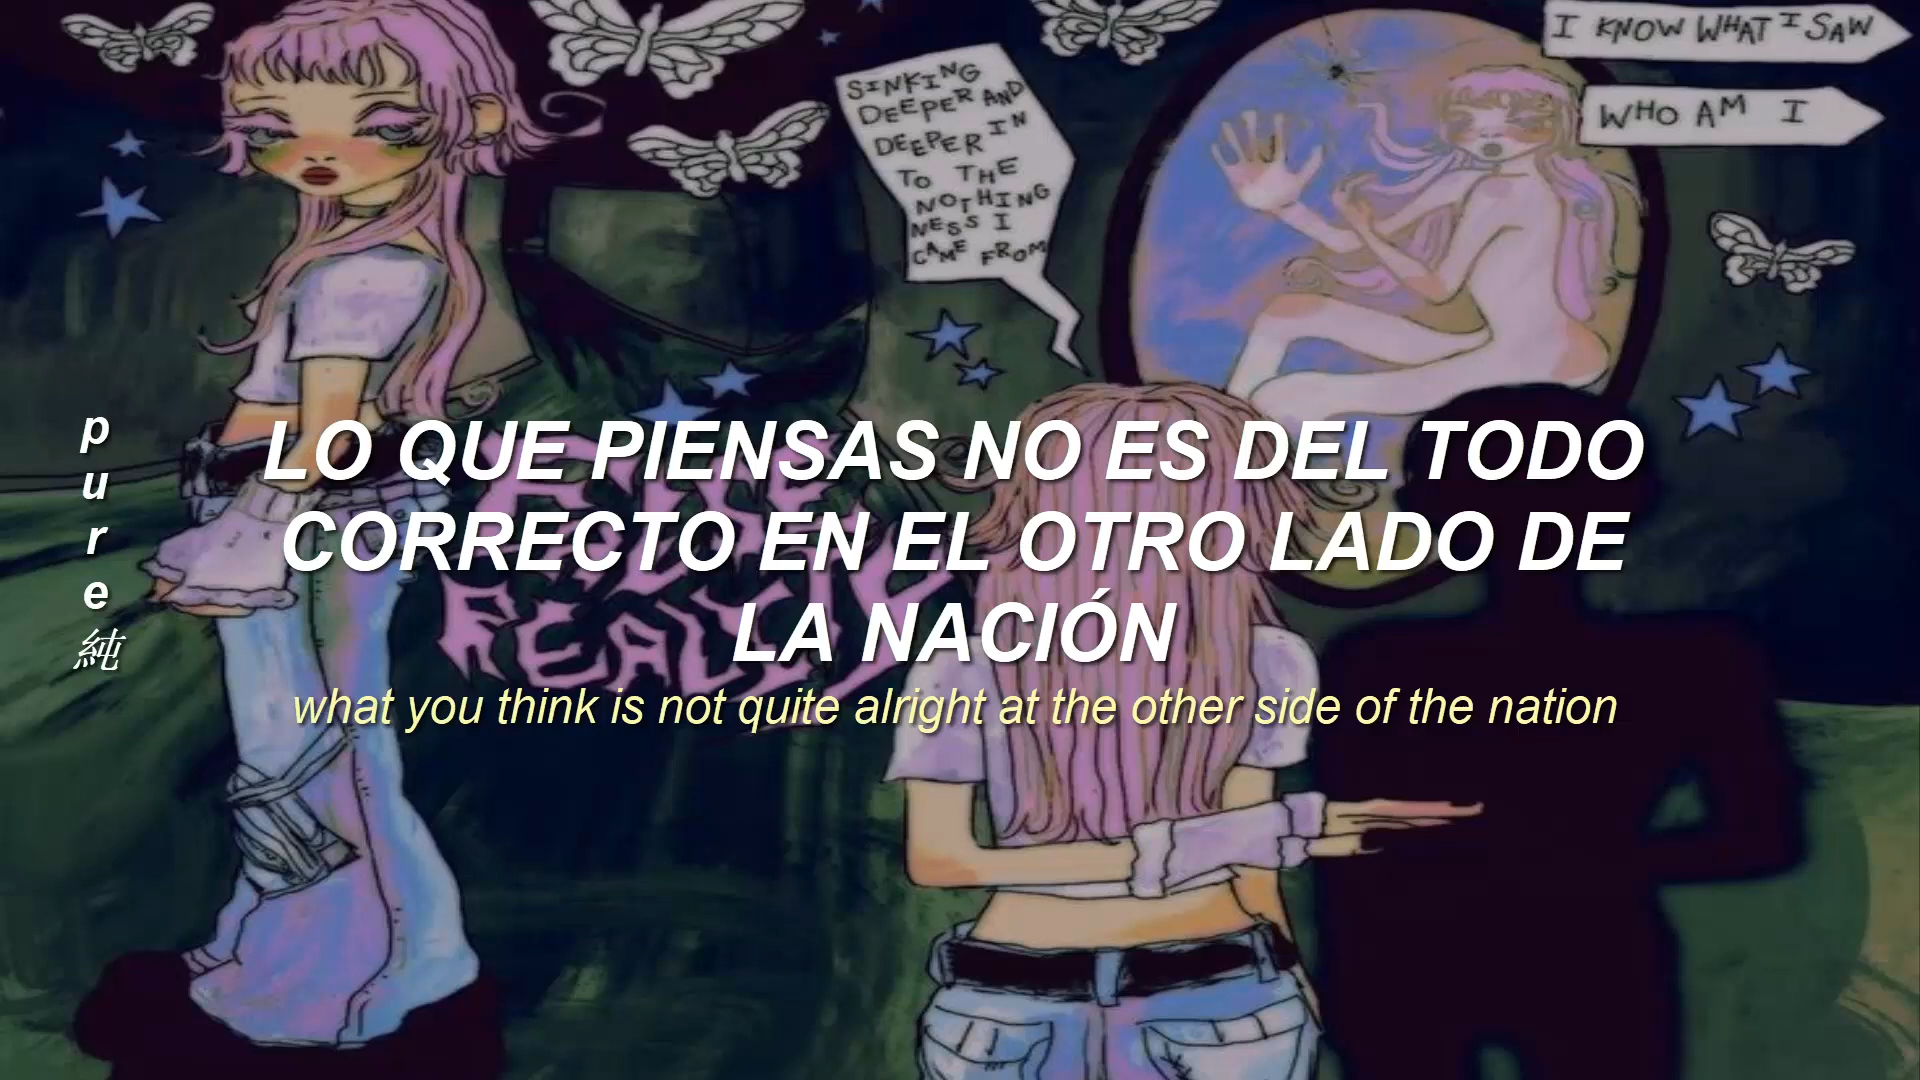 I KNOW WHAT I SAW
WHO AM I
SINKING
DEEPER AND
DEEPER IN
TO THE
NOTHING
NESS I
CAME FROM
p
u
r
e
純
LO QUE PIENSAS NO ES DEL TODO
CORRECTO EN EL OTRO LADO DE
LA NACIÓN
what you think is not quite alright at the other side of the nation
REALITY